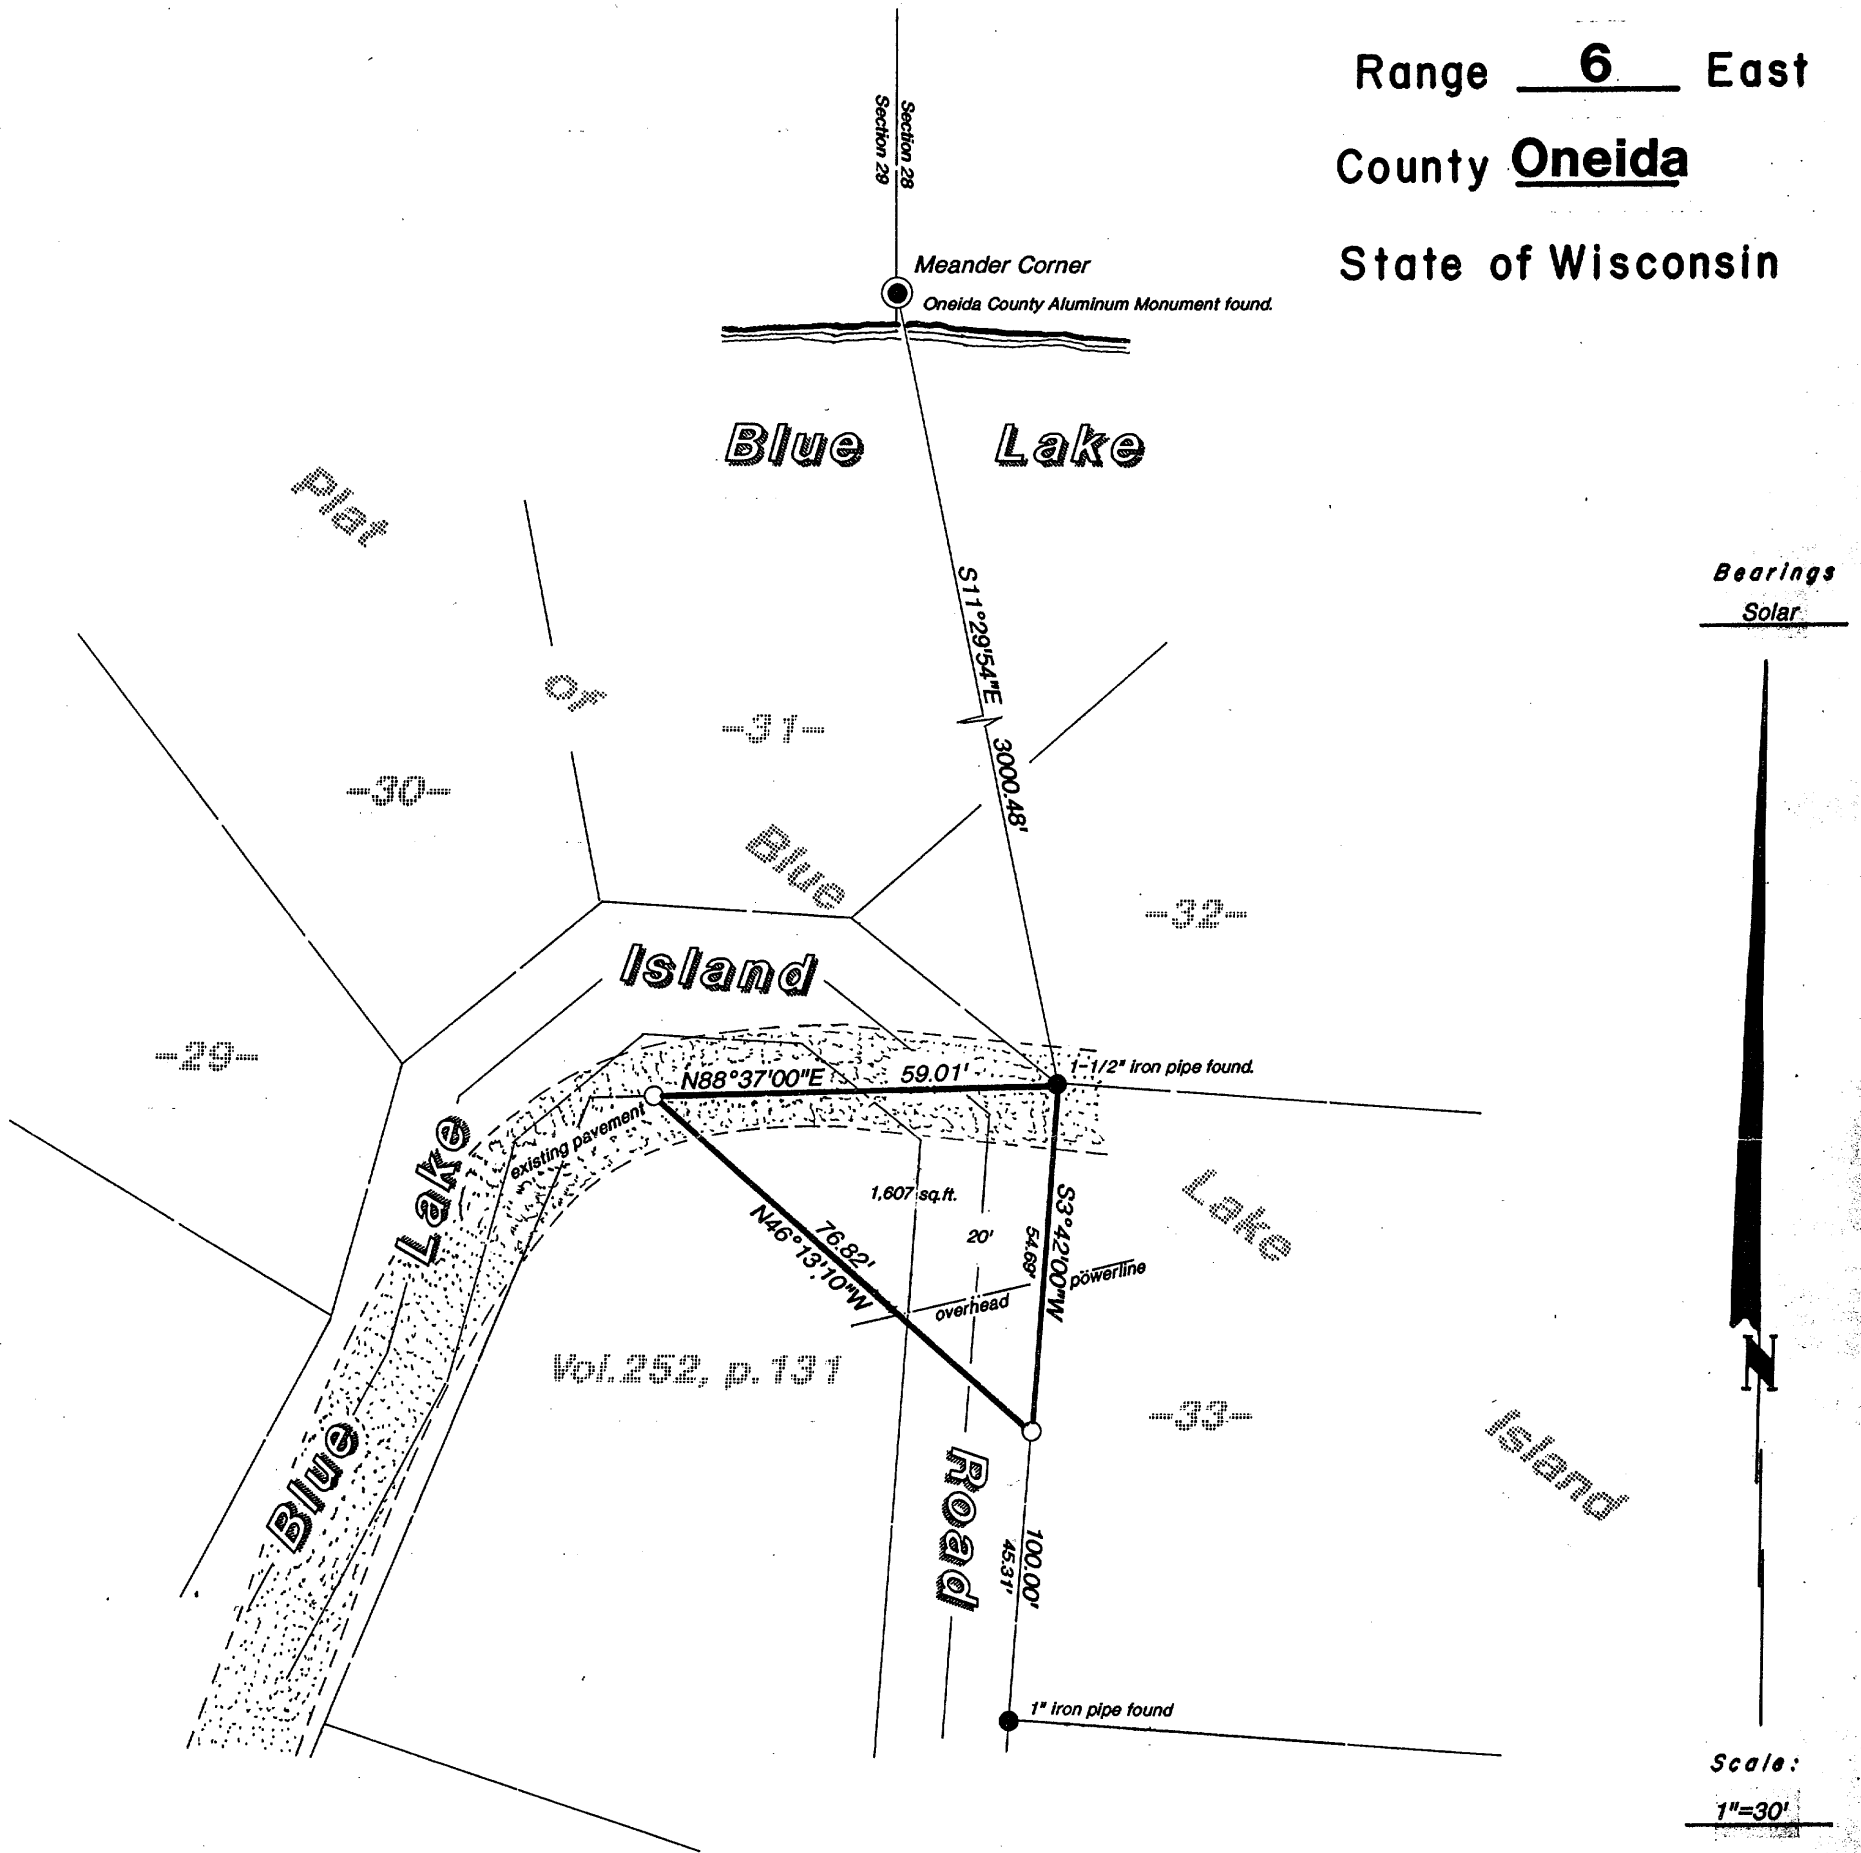 Range 6 East
County Oneida
State of Wisconsin
Section 28
Section 29
Meander Corner
Oneida County Aluminum Monument found.
Blue Lake
Plat
of
Blue
Lake
Island
Bearings
Solar
S11°29'54"E
3000.48'
-31-
-30-
-32-
-29-
Island
1-1/2" iron pipe found.
N88°37'00"E
59.01'
existing pavement
Lake
Blue
1,607 sq.ft.
20'
S3°42'00"W
54.69'
76.82'
N46°13'10"W
overhead powerline
Vol.252, p.131
-33-
Road
100.00'
45.31'
1" iron pipe found
N
Scale:
1"=30'